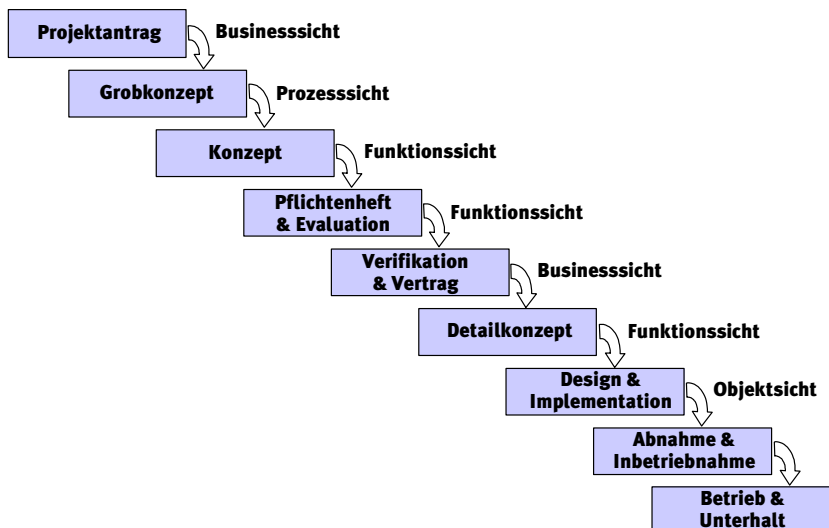 Projektantrag
Businesssicht
Grobkonzept
Prozesssicht
Konzept
Funktionssicht
Pflichtenheft
& Evaluation
Funktionssicht
Verifikation
& Vertrag
Businesssicht
Detailkonzept
Funktionssicht
Design &
Implementation
Objektsicht
Abnahme &
Inbetriebnahme
Betrieb &
Unterhalt